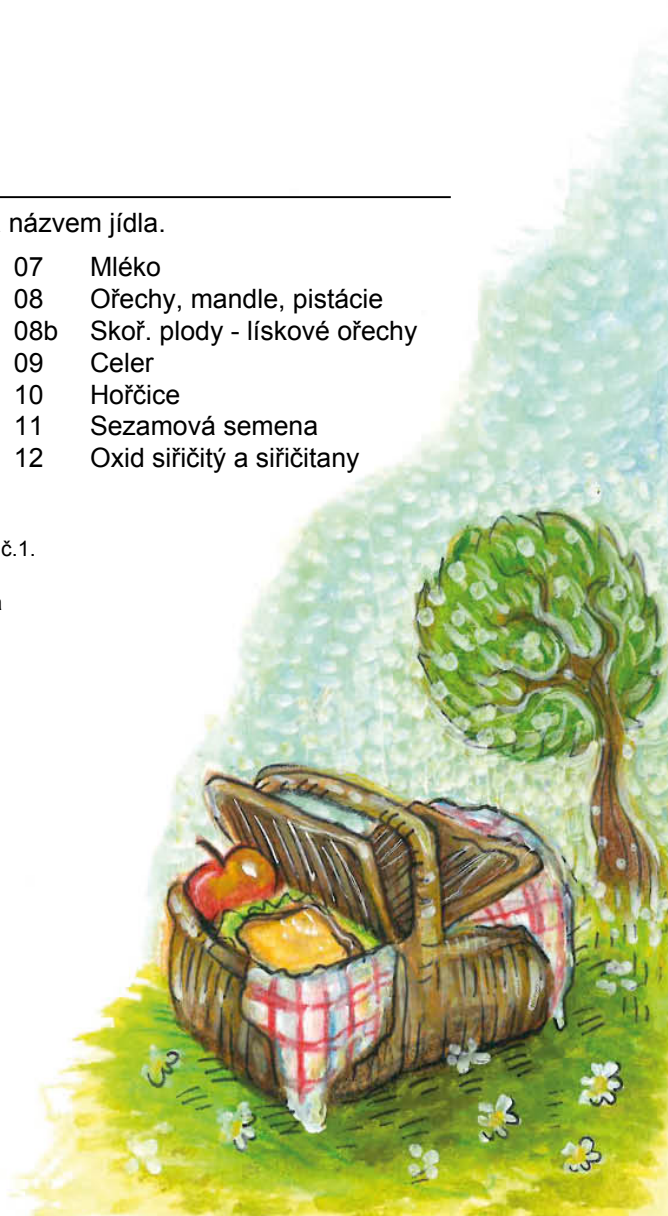 názvem jídla.
07 Mléko
08 Ořechy, mandle, pistácie
08b Skoř. plody - lískové ořechy
09 Celer
10 Hořčice
11 Sezamová semena
12 Oxid siřičitý a siřičitany
č.1.